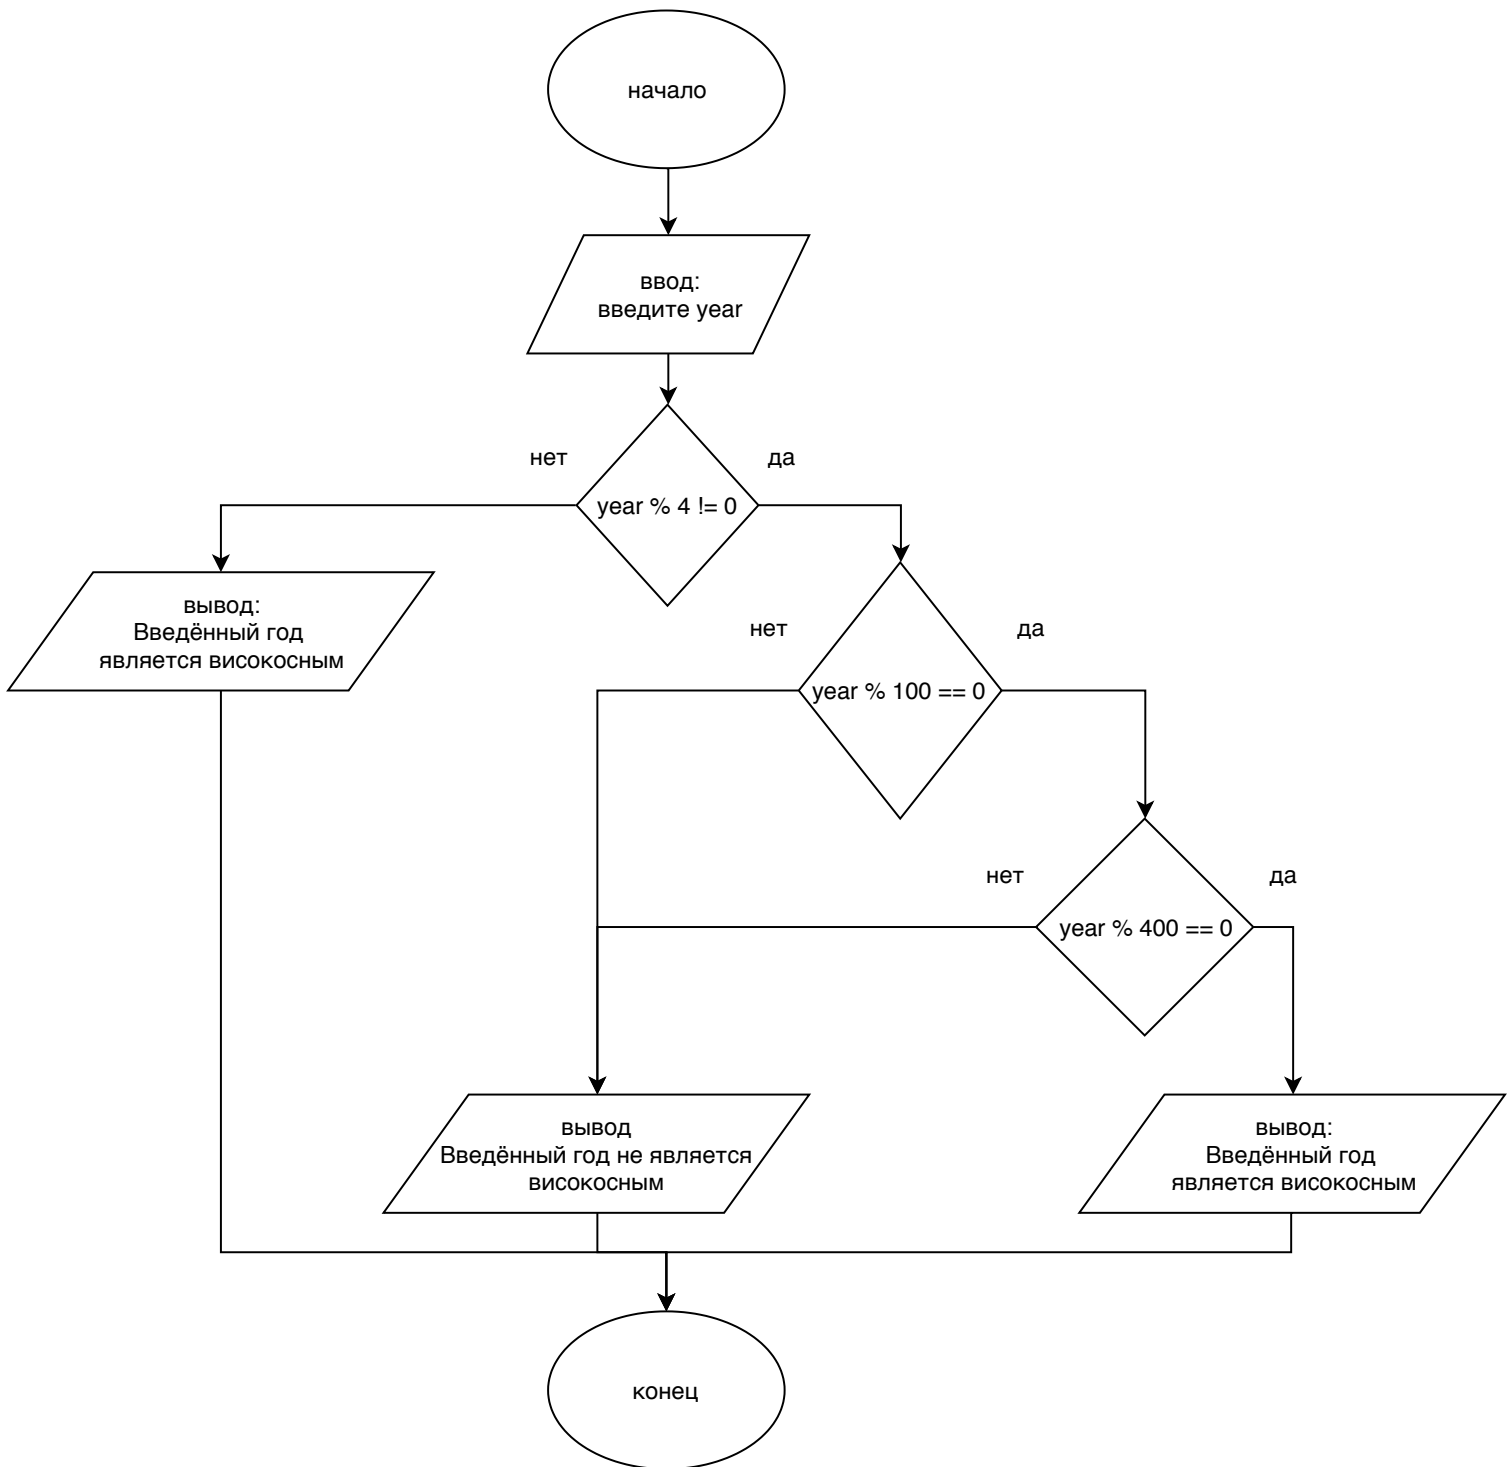 начало
ввод:
введите year
нет
да
year % 4 != 0
вывод:
Введённый год
является високосным
нет
да
year % 100 == 0
нет
да
year % 400 == 0
вывод
Введённый год не является
високосным
вывод:
Введённый год
является високосным
конец